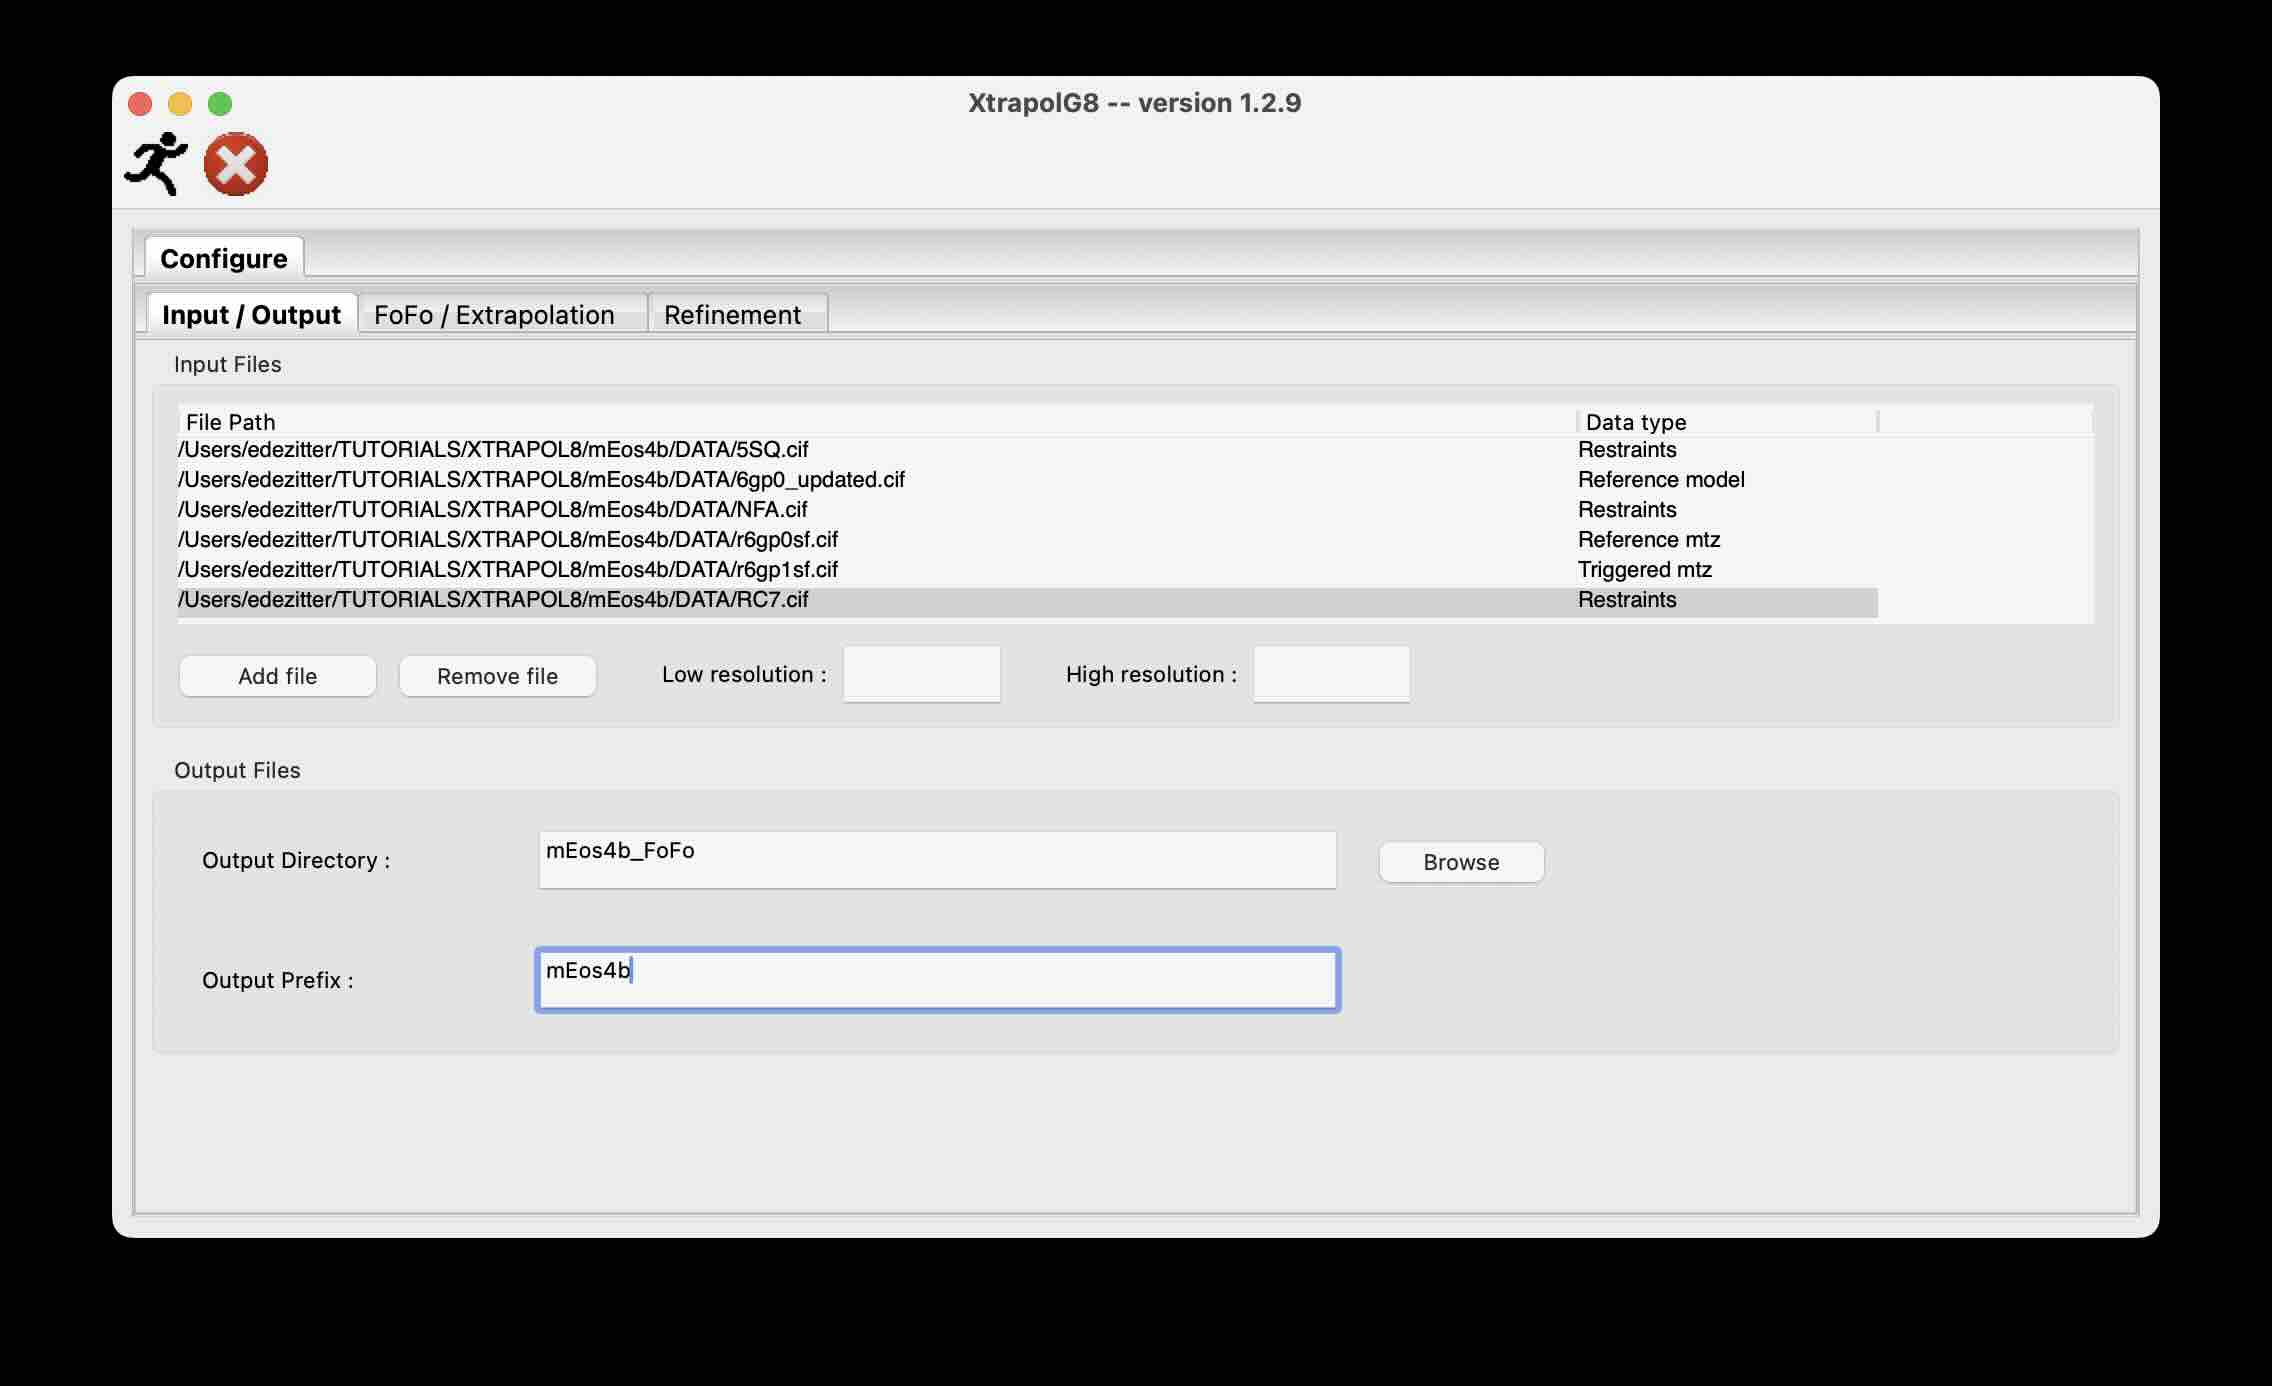 XtrapolG8 -- version 1.2.9
Configure
Input / Output FoFo / Extrapolation Refinement
Input Files
File Path Data type
/Users/edezitter/TUTORIALS/XTRAPOL8/mEos4b/DATA/5SQ.cif Restraints
/Users/edezitter/TUTORIALS/XTRAPOL8/mEos4b/DATA/6gp0_updated.cif Reference model
/Users/edezitter/TUTORIALS/XTRAPOL8/mEos4b/DATA/NFA.cif Restraints
/Users/edezitter/TUTORIALS/XTRAPOL8/mEos4b/DATA/r6gp0sf.cif Reference mtz
/Users/edezitter/TUTORIALS/XTRAPOL8/mEos4b/DATA/r6gp1sf.cif Triggered mtz
/Users/edezitter/TUTORIALS/XTRAPOL8/mEos4b/DATA/RC7.cif Restraints
Add file Remove file Low resolution : High resolution :
Output Files
Output Directory : mEos4b_FoFo Browse
Output Prefix : mEos4b